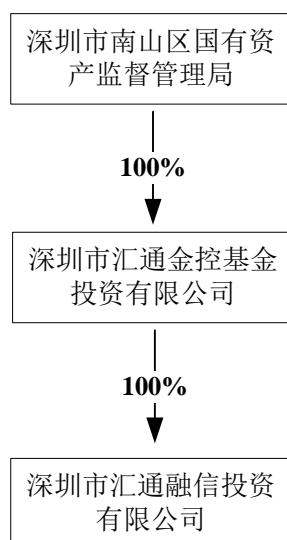 深圳市南山区国有资
产监督管理局
100%
深圳市汇通金控基金
投资有限公司
100%
深圳市汇通融信投资
有限公司